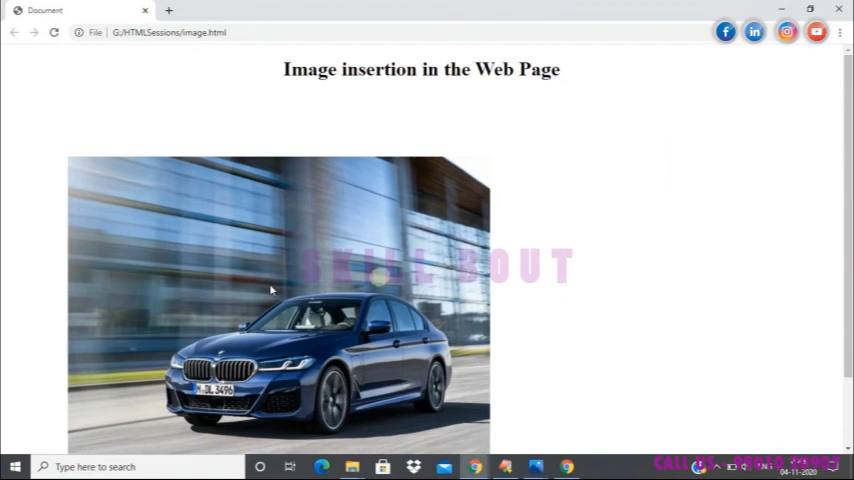 Document
File
G:/HTMLSessions/image.html
Image insertion in the Web Page
SKILL BOUT
M·DL 3496
Type here to search
04-11-2020